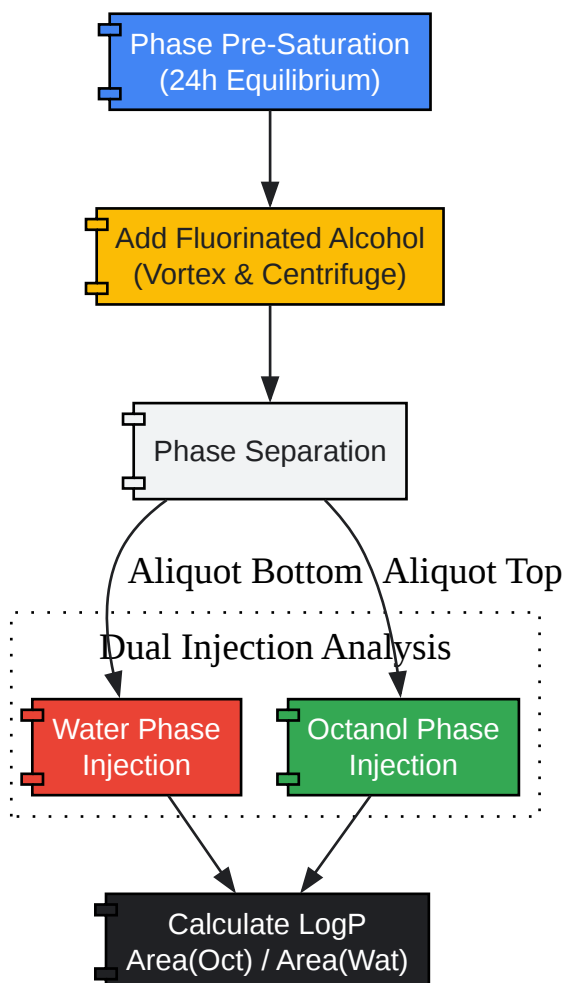 Phase Pre-Saturation
(24h Equilibrium)
Add Fluorinated Alcohol
(Vortex & Centrifuge)
Phase Separation
Aliquot Bottom
Aliquot Top
Dual Injection Analysis
Water Phase
Injection
Octanol Phase
Injection
Calculate LogP
Area(Oct) / Area(Wat)